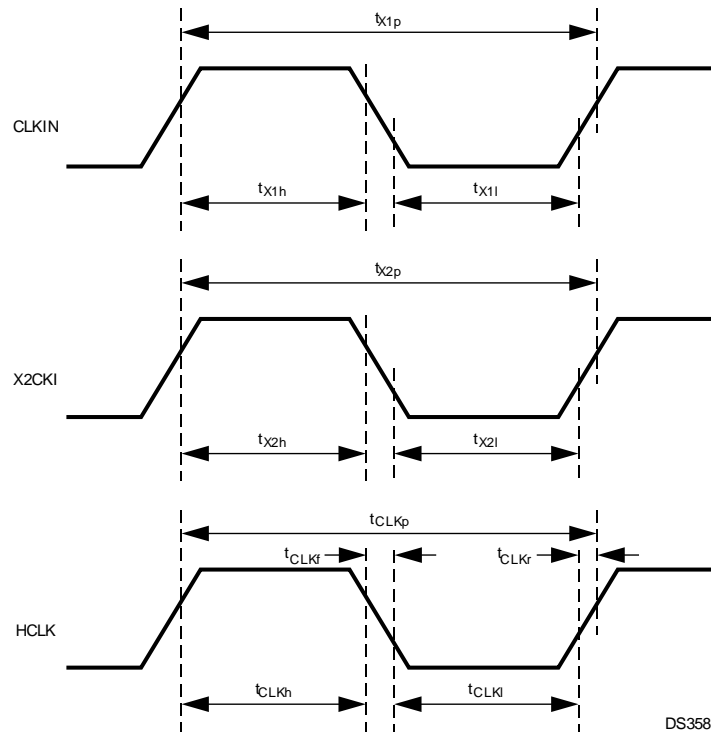 tX1p
CLKIN
tX1h
tX1l
tX2p
X2CKI
tX2h
tX2l
tCLKp
tCLKf
tCLKr
HCLK
tCLKh
tCLKl
DS358